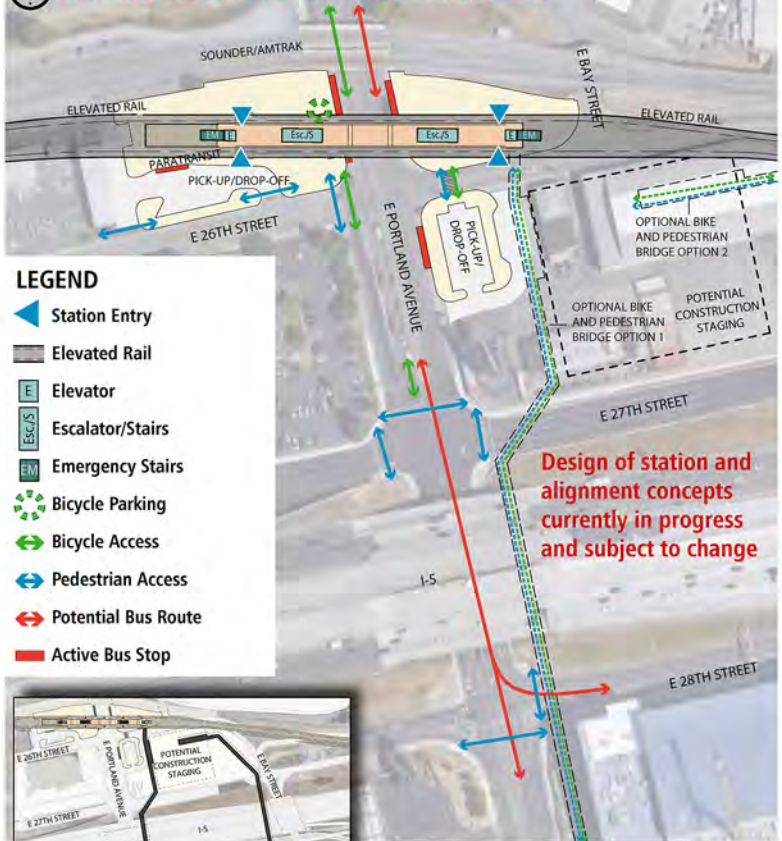 SOUNDER/AMTRAK
E BAY STREET
ELEVATED RAIL
ELEVATED RAIL
EM
E
Esc./S
Esc./S
E
EM
PARATRANSIT
PICK-UP/DROP-OFF
E 26TH STREET
E PORTLAND AVENUE
PICK-UP/
DROP-OFF
OPTIONAL BIKE
AND PEDESTRIAN
BRIDGE OPTION 2
OPTIONAL BIKE
AND PEDESTRIAN
BRIDGE OPTION 1
POTENTIAL
CONSTRUCTION
STAGING
LEGEND
Station Entry
Elevated Rail
E
Elevator
Esc./S
Escalator/Stairs
EM
Emergency Stairs
Bicycle Parking
Bicycle Access
Pedestrian Access
Potential Bus Route
Active Bus Stop
E 27TH STREET
Design of station and
alignment concepts
currently in progress
and subject to change
I-5
E 28TH STREET
E 26TH STREET
E PORTLAND AVENUE
POTENTIAL
CONSTRUCTION
STAGING
E BAY STREET
E 27TH STREET
I-5